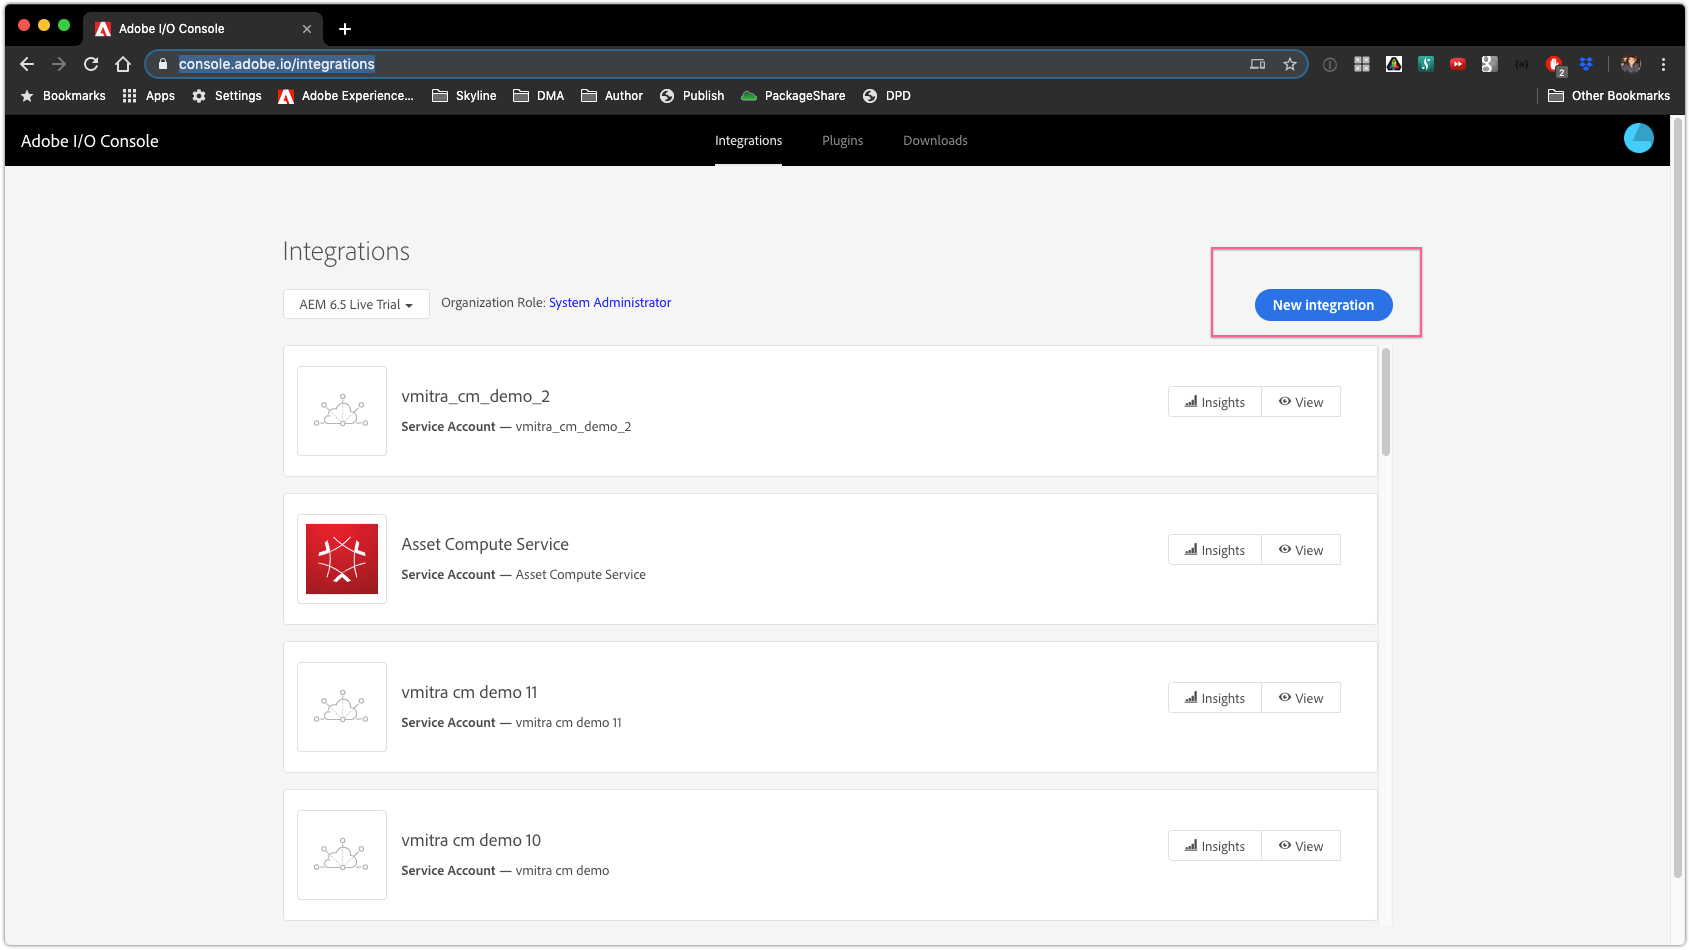 Adobe I/O Console
console.adobe.io/integrations
2
Bookmarks Apps Settings Adobe Experience... Skyline DMA Author Publish PackageShare DPD Other Bookmarks
Adobe I/O Console Integrations Plugins Downloads
Integrations
AEM 6.5 Live Trial Organization Role: System Administrator New integration
vmitra_cm_demo_2
Insights View
Service Account — vmitra_cm_demo_2
Asset Compute Service
Insights View
Service Account — Asset Compute Service
vmitra cm demo 11
Insights View
Service Account — vmitra cm demo 11
vmitra cm demo 10
Insights View
Service Account — vmitra cm demo